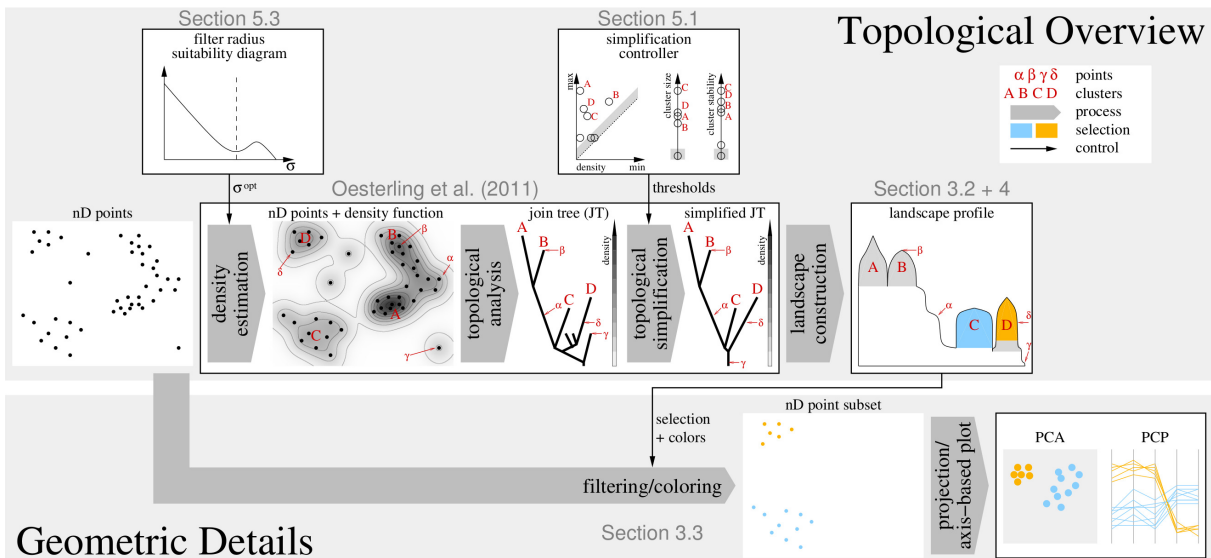 Section 5.3
Section 5.1
Topological Overview
filter radius
suitability diagram
σ
simplification
controller
max
A
D
B
C
density
min
cluster size
C
D
A
B
cluster stability
C
D
B
A
α β γ δ points
A B C D clusters
process
selection
control
σopt
Oesterling et al. (2011)
thresholds
Section 3.2 + 4
nD points
density
estimation
nD points + density function
D
B
β
α
δ
A
C
γ
topological
analysis
join tree (JT)
A
B
β
D
C
α
δ
γ
density
topological
simplification
simplified JT
A
B
β
C
D
α
δ
γ
density
landscape
construction
landscape profile
A
B
β
α
C
D
δ
γ
selection
+ colors
filtering/coloring
Section 3.3
nD point subset
projection/
axis−based plot
PCA
PCP
Geometric Details